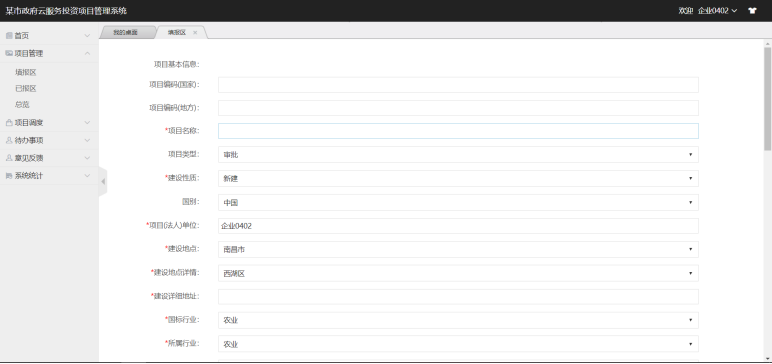 某市政府云服务投资项目管理系统
欢迎 企业0402
首页
项目管理
填报区
已报区
总览
项目调度
待办事项
意见反馈
系统统计
我的桌面
填报区 ×
项目基本信息:
项目编码(国家):
项目编码(地方):
*项目名称:
项目类型: 审批
*建设性质: 新建
国别: 中国
*项目(法人)单位: 企业0402
*建设地点: 南昌市
*建设地点详情: 西湖区
*建设详细地址:
*国标行业: 农业
*所属行业: 农业